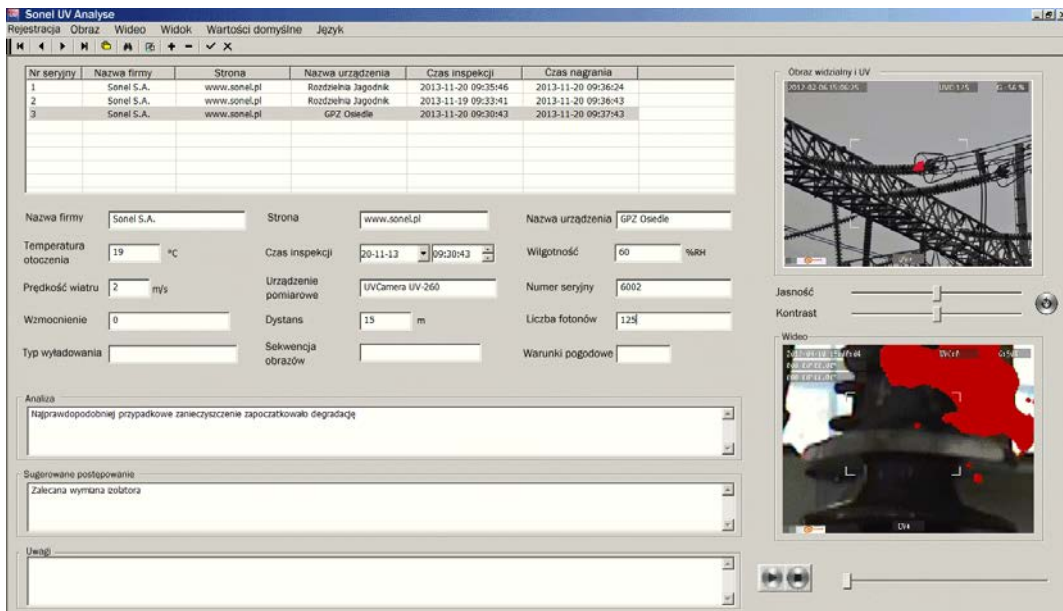 Sonel UV Analyse
Rejestracja Obraz Wideo Widok Wartości domyślne Język
Nr seryjny Nazwa firmy Strona Nazwa urządzenia Czas inspekcji Czas nagrania
1 Sonel S.A. www.sonel.pl Rozdzielnia Jagodnik 2013-11-20 09:35:46 2013-11-20 09:36:24
2 Sonel S.A. www.sonel.pl Rozdzielnia Jagodnik 2013-11-19 09:33:41 2013-11-20 09:36:43
3 Sonel S.A. www.sonel.pl GPZ Osiedle 2013-11-20 09:30:43 2013-11-20 09:37:43
Nazwa firmy Sonel S.A. Strona www.sonel.pl Nazwa urządzenia GPZ Osiedle
Temperatura otoczenia 19 °C Czas inspekcji 20-11-13 09:30:43 Wilgotność 60 %RH
Prędkość wiatru 2 m/s Urządzenie pomiarowe UVCamera UV-260 Numer seryjny 6002
Wzmocnienie 0 Dystans 15 m Liczba fotonów 125
Typ wyładowania Sekwencja obrazów Warunki pogodowe
Analiza
Najprawdopodobniej przypadkowe zanieczyszczenie zapoczatkowało degradację
Sugerowane postępowanie
Zalecana wymiana izolatora
Uwagi
Obraz widzialny i UV
2012-02-06 15:06:25
Jasność
Kontrast
Wideo